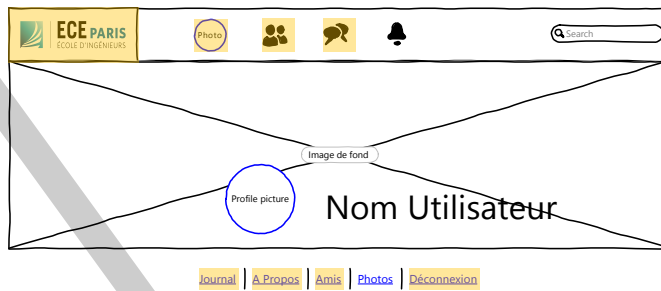 ECE PARIS
ÉCOLE D'INGÉNIEURS
Photo
Search
Image de fond
Profile picture
Nom Utilisateur
Journal | A Propos | Amis | Photos | Déconnexion